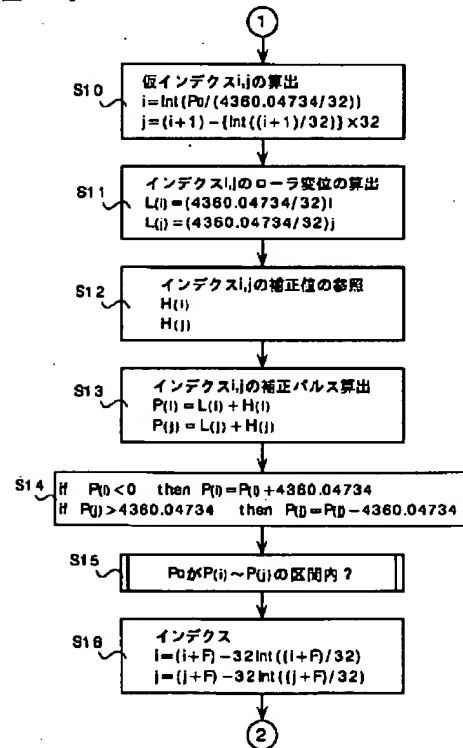 1
S10
仮インデクスi,jの算出
i=Int(P0/(4360.04734/32))
j=(i+1)-{Int((i+1)/32)}×32
S11
インデクスi,jのローラ変位の算出
L(i)=(4360.04734/32)i
L(j)=(4360.04734/32)j
S12
インデクスi,jの補正値の参照
H(i)
H(j)
S13
インデクスi,jの補正パルス算出
P(i)=L(i)+H(i)
P(j)=L(j)+H(j)
S14
if P(i)<0 then P(i)=P(i)+4360.04734
if P(j)>4360.04734 then P(j)=P(j)-4360.04734
S15
P0がP(i)~P(j)の区間内?
S16
インデクス
i=(i+F)-32Int((i+F)/32)
j=(j+F)-32Int((j+F)/32)
2